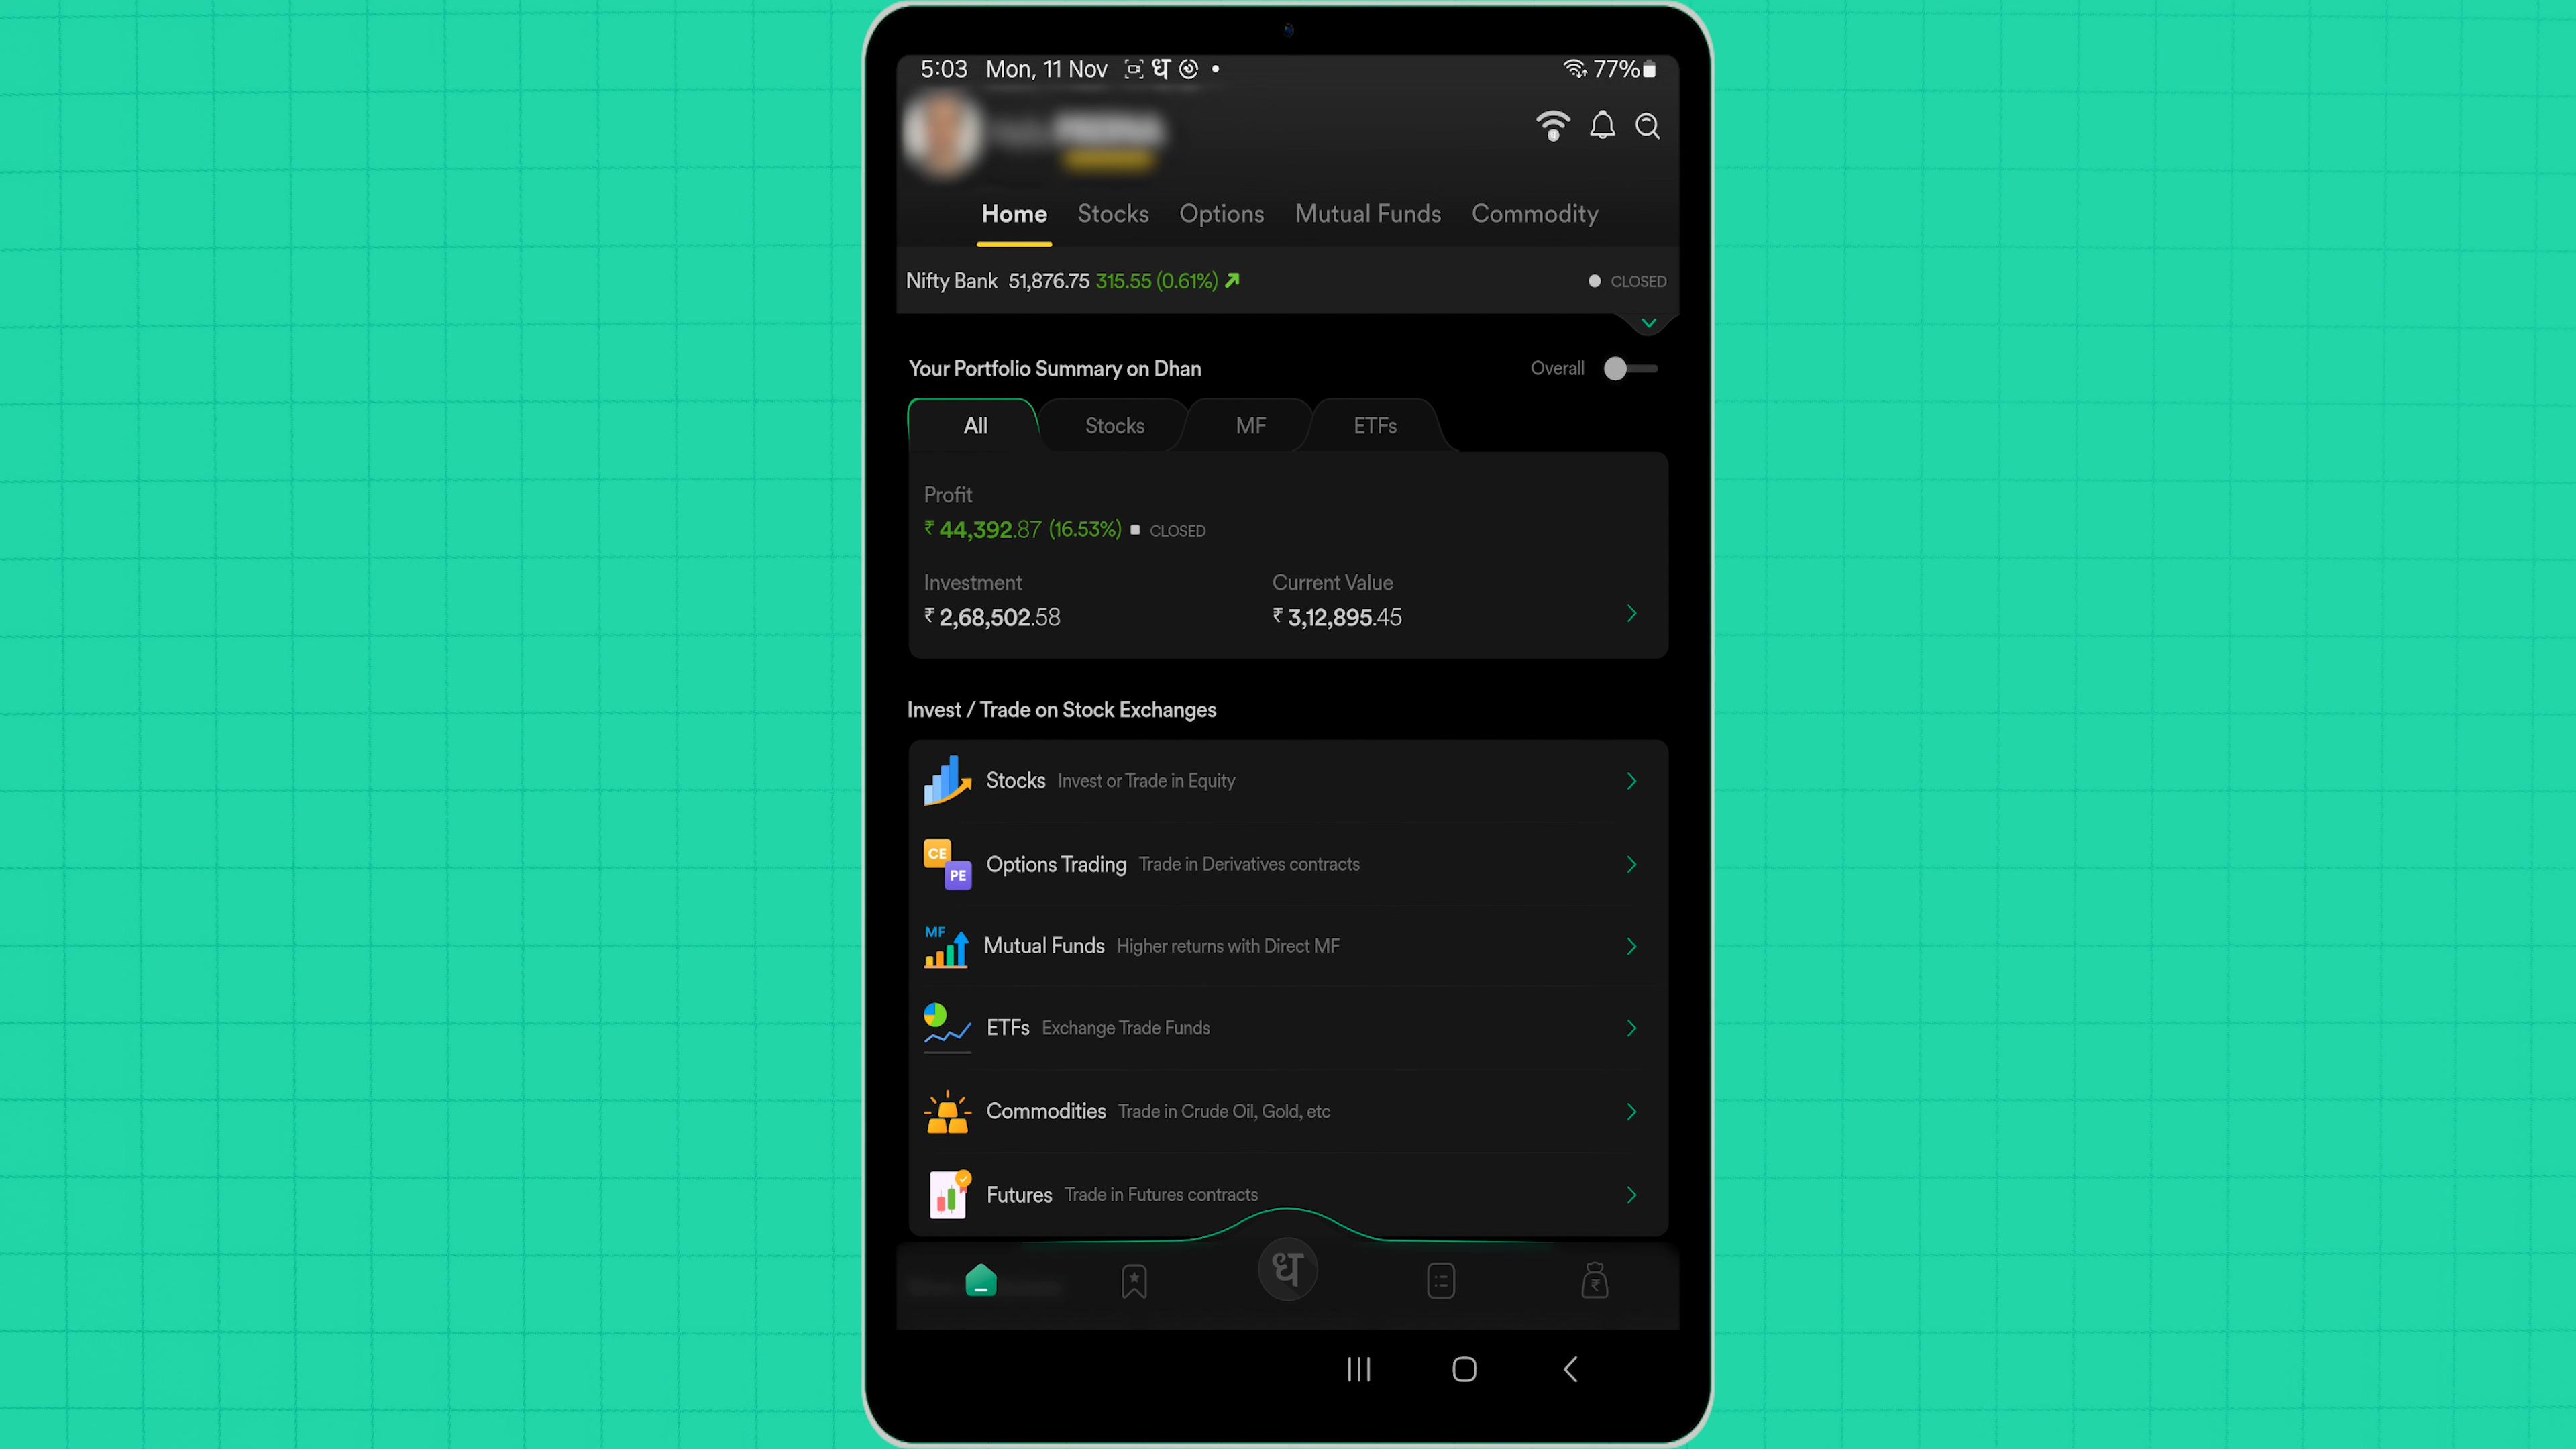 5:03 Mon, 11 Nov ध 77%
Home Stocks Options Mutual Funds Commodity
Nifty Bank 51,876.75 315.55 (0.61%) CLOSED
Your Portfolio Summary on Dhan Overall
All Stocks MF ETFs
Profit
₹ 44,392.87 (16.53%) CLOSED
Investment Current Value
₹ 2,68,502.58 ₹ 3,12,895.45
Invest / Trade on Stock Exchanges
Stocks Invest or Trade in Equity
CE
PE
Options Trading Trade in Derivatives contracts
MF
Mutual Funds Higher returns with Direct MF
ETFs Exchange Trade Funds
Commodities Trade in Crude Oil, Gold, etc
Futures Trade in Futures contracts
ध ₹